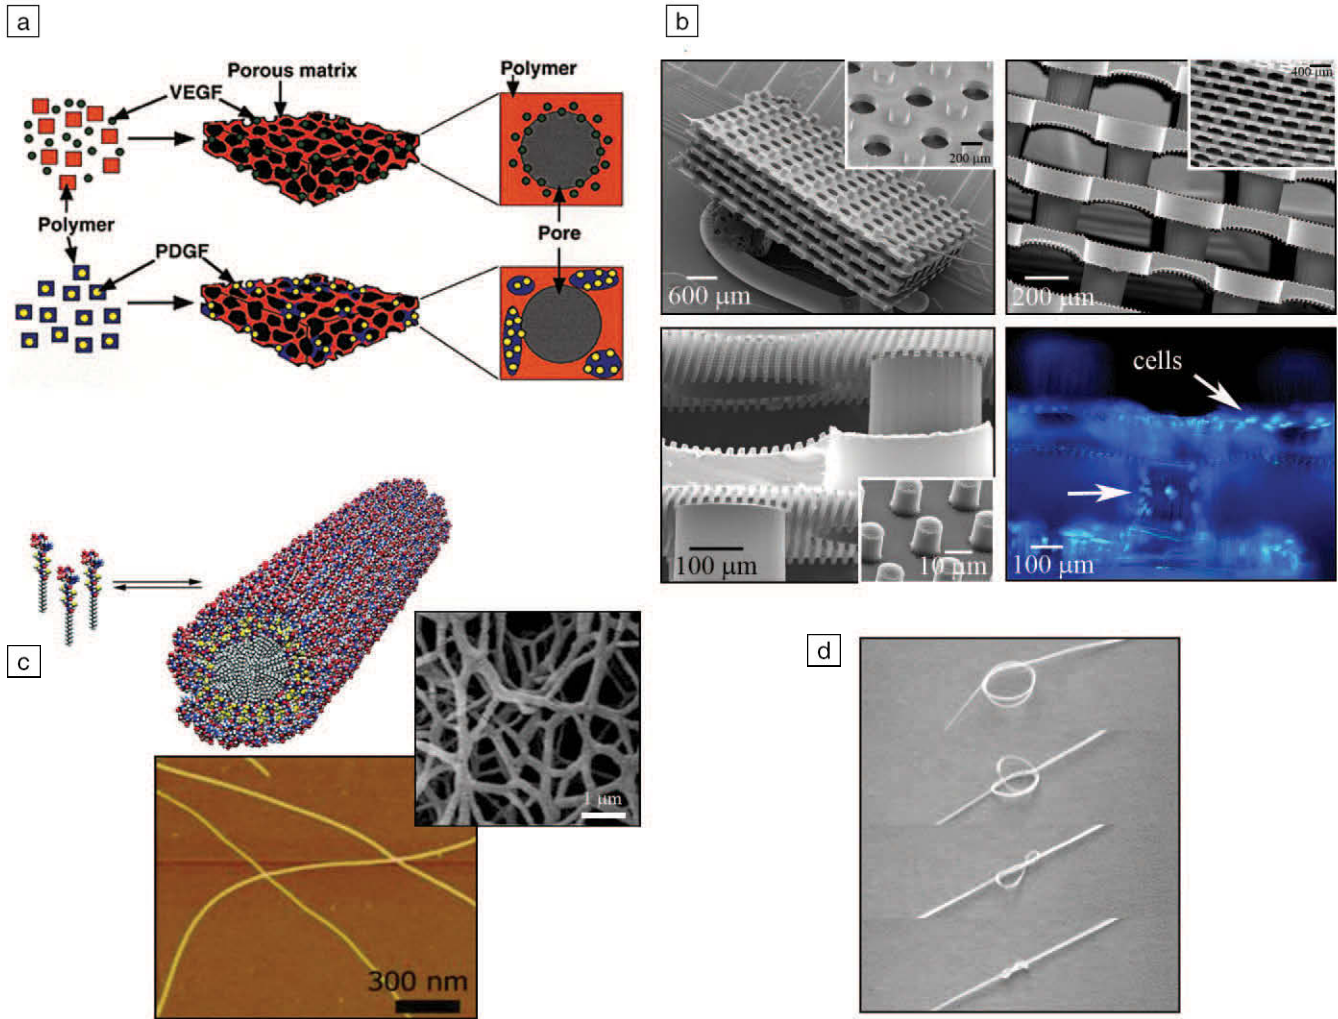 a
Porous matrix
VEGF
Polymer
Polymer
Pore
PDGF
b
200 μm
600 μm
400 μm
200 μm
100 μm
10 μm
cells
100 μm
c
1 μm
300 nm
d